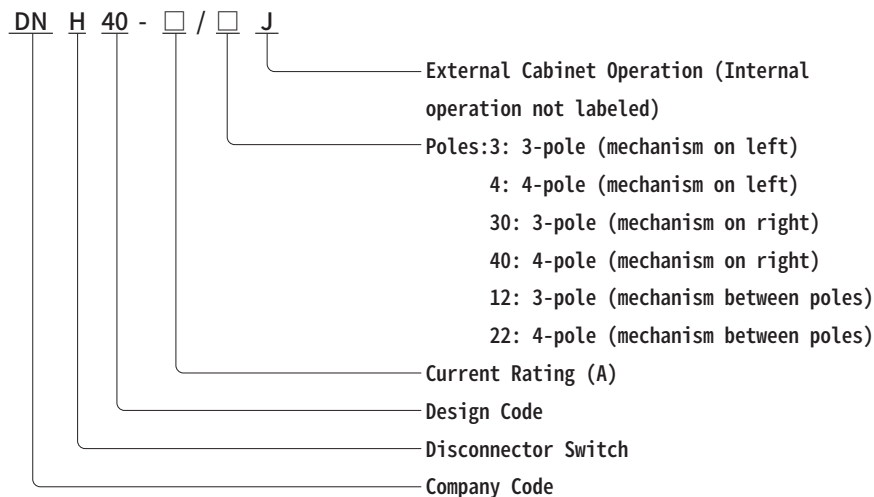 DN H 40 - □ / □ J
External Cabinet Operation (Internal
operation not labeled)
Poles:3: 3-pole (mechanism on left)
4: 4-pole (mechanism on left)
30: 3-pole (mechanism on right)
40: 4-pole (mechanism on right)
12: 3-pole (mechanism between poles)
22: 4-pole (mechanism between poles)
Current Rating (A)
Design Code
Disconnector Switch
Company Code